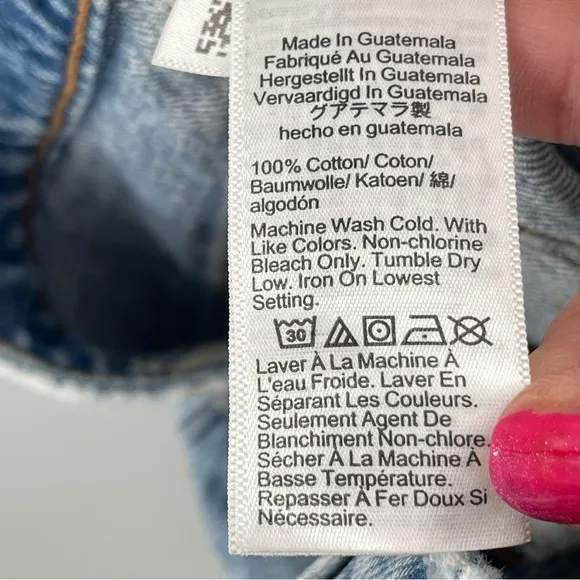 Made In Guatemala
Fabriqué Au Guatemala
Hergestellt In Guatemala
Vervaardigd In Guatemala
グアテマラ製
hecho en guatemala
100% Cotton/ Coton/
Baumwolle/ Katoen/ 綿/
algodón
Machine Wash Cold. With
Like Colors. Non-chlorine
Bleach Only. Tumble Dry
Low. Iron On Lowest
Setting.
30
Laver À La Machine À
L'eau Froide. Laver En
Séparant Les Couleurs.
Seulement Agent De
Blanchiment Non-chlore.
Sécher À La Machine À
Basse Température.
Repasser À Fer Doux Si
Nécessaire.